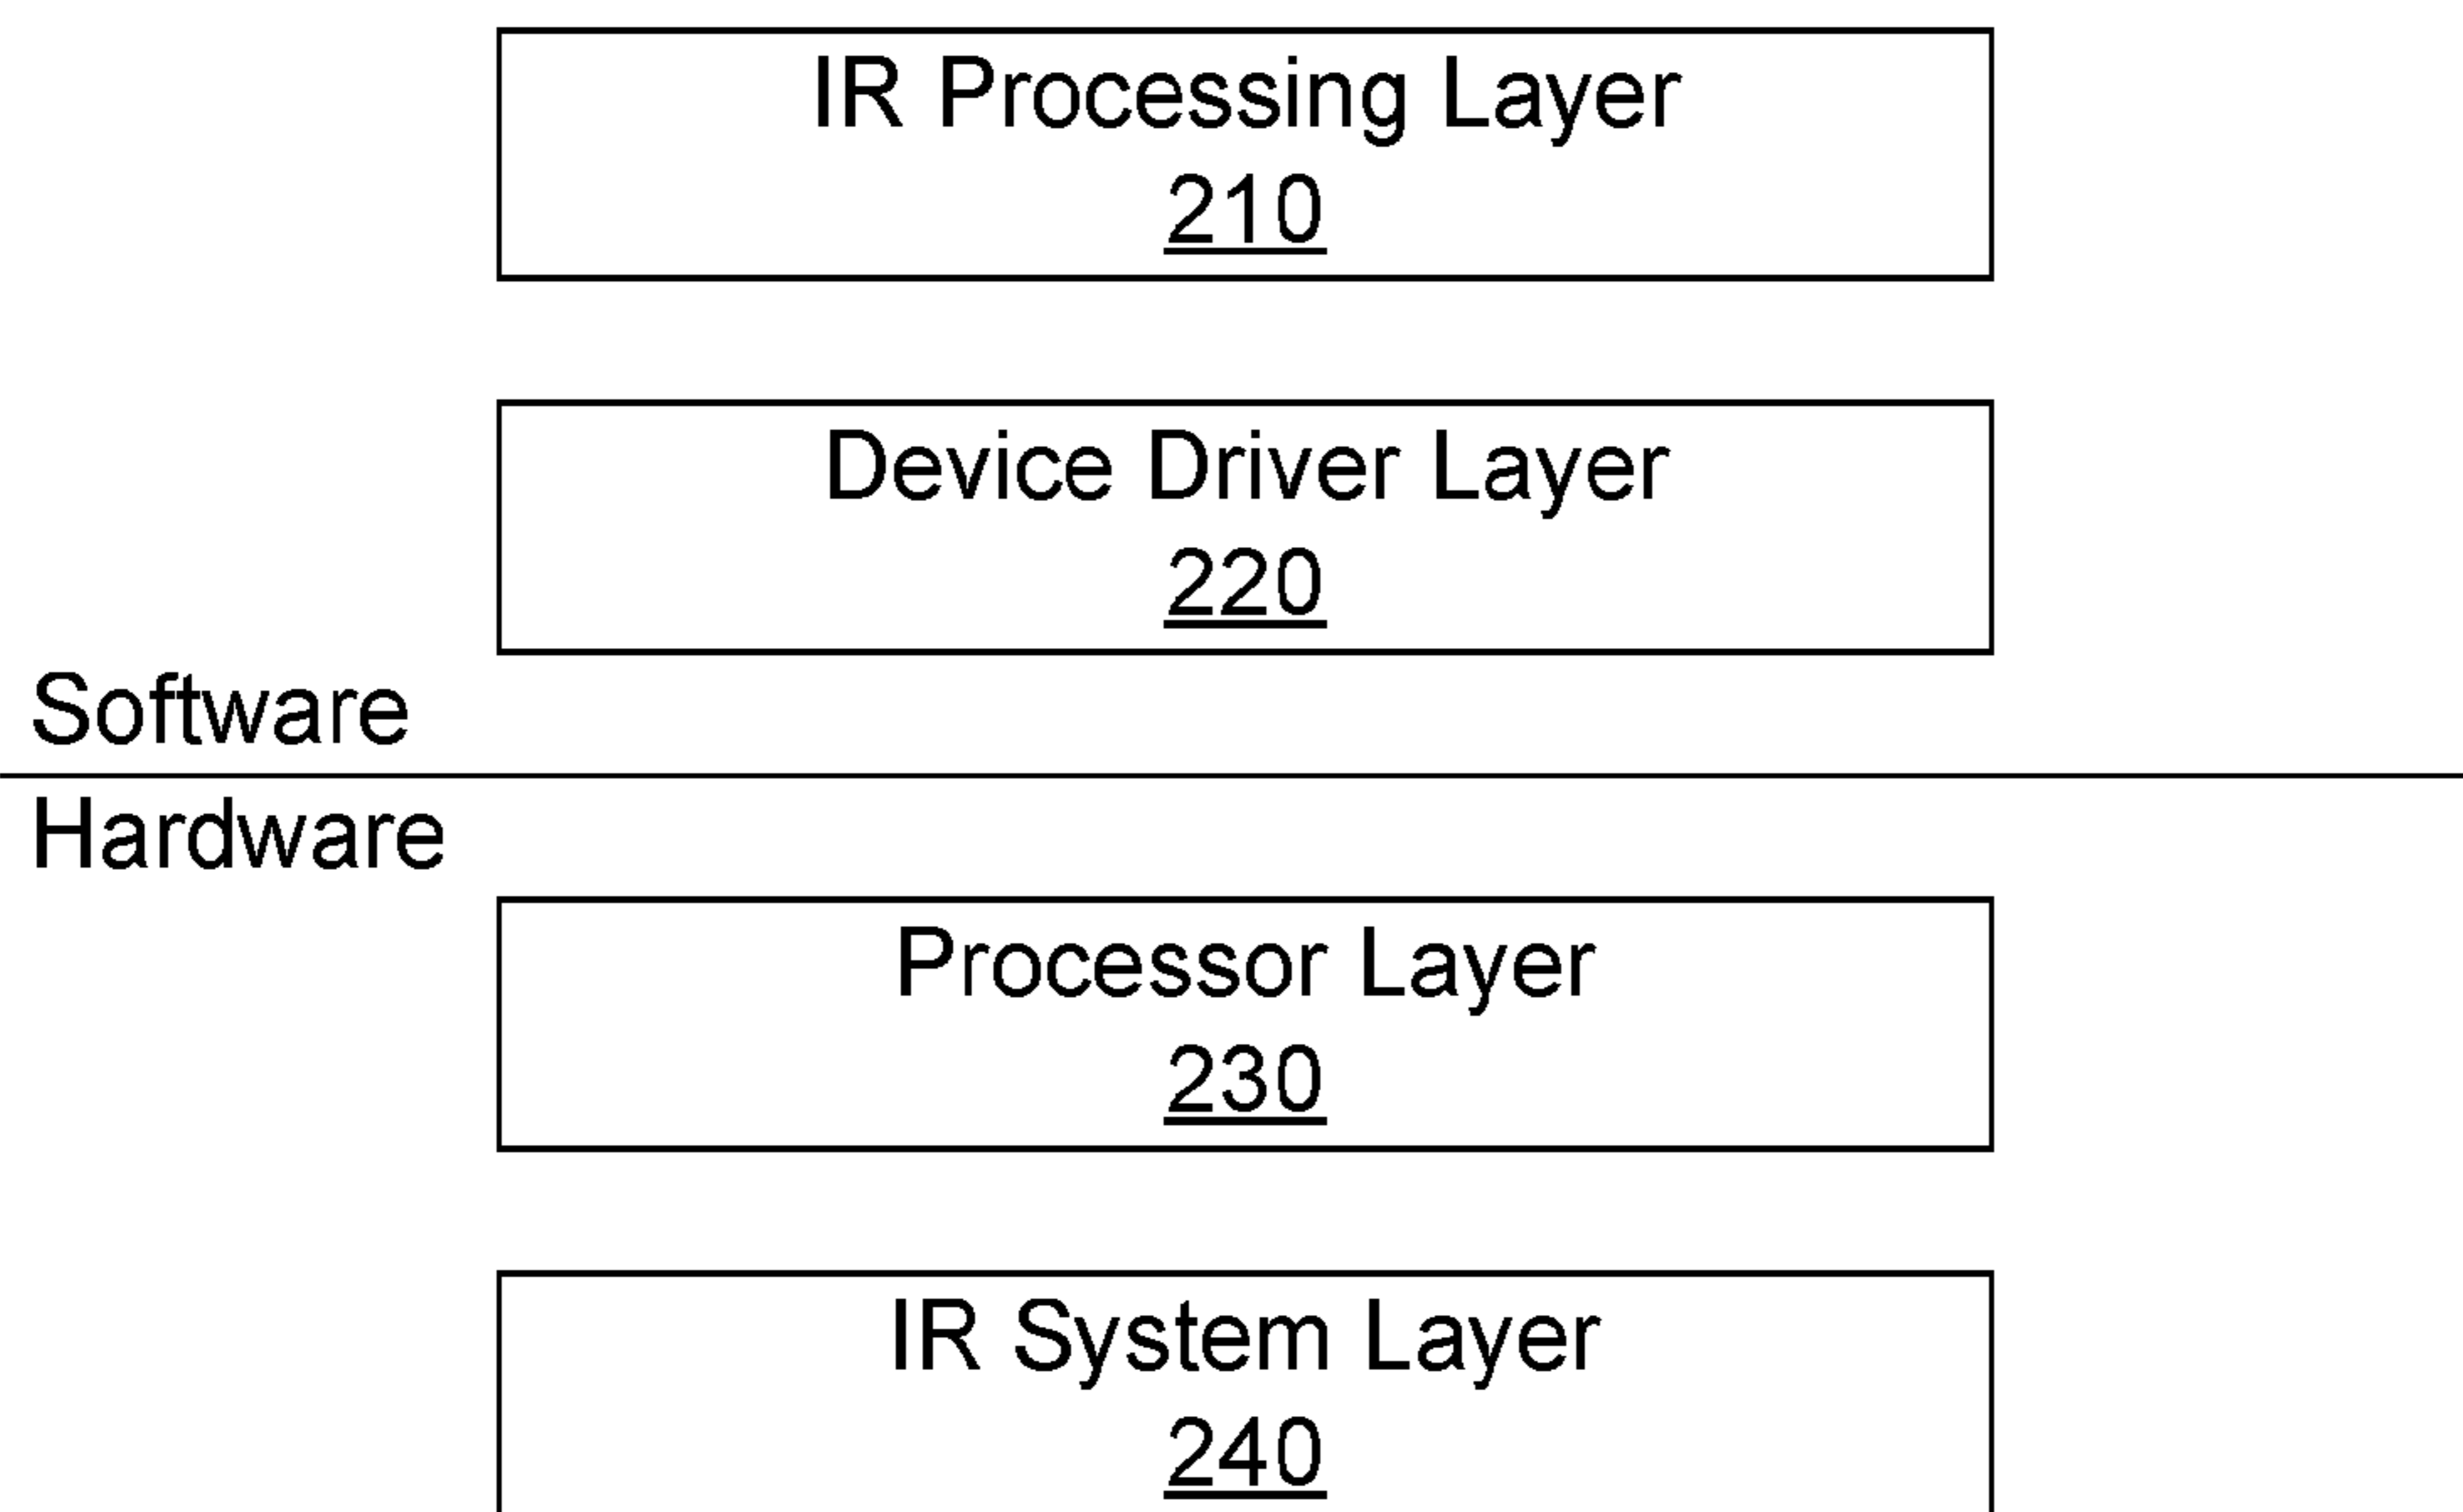 IR Processing Layer
210
Device Driver Layer
220
Software
Hardware
Processor Layer
230
IR System Layer
240